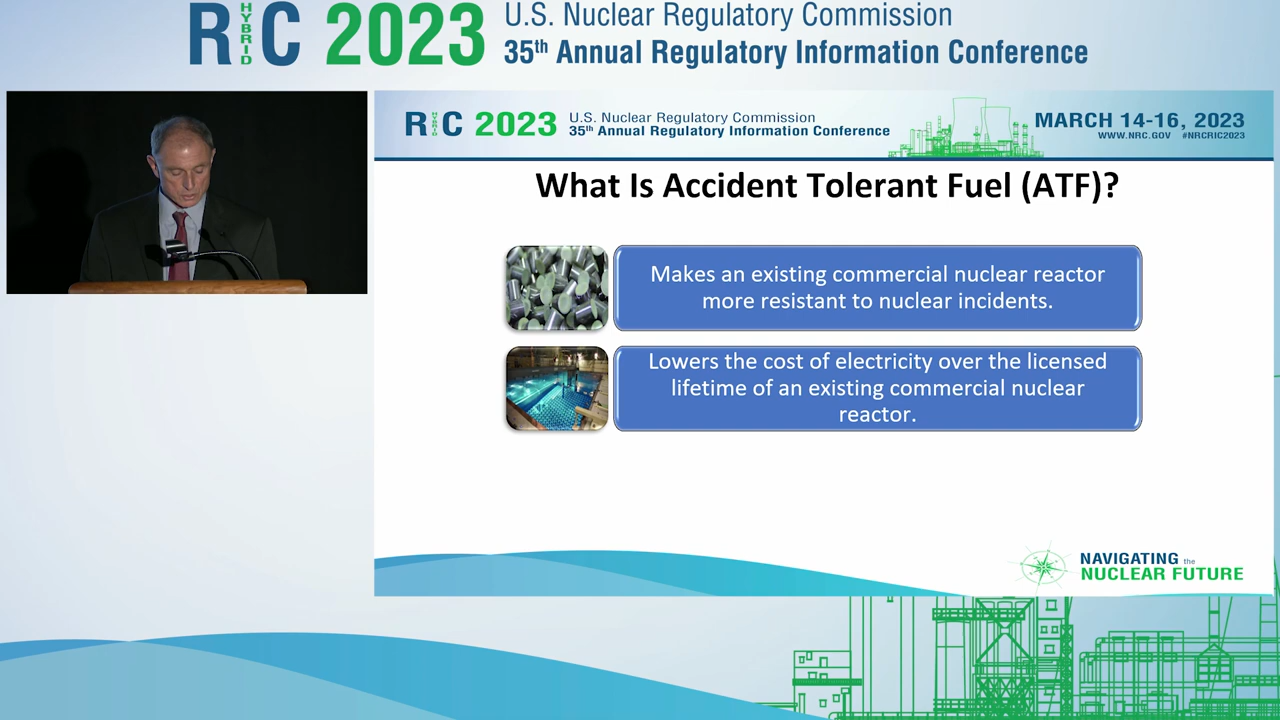 RIC 2023
HYBRID
U.S. Nuclear Regulatory Commission
35th Annual Regulatory Information Conference
RIC 2023
HYBRID
U.S. Nuclear Regulatory Commission
35th Annual Regulatory Information Conference
MARCH 14-16, 2023
WWW.NRC.GOV #NRCRIC2023
What Is Accident Tolerant Fuel (ATF)?
Makes an existing commercial nuclear reactor
more resistant to nuclear incidents.
Lowers the cost of electricity over the licensed
lifetime of an existing commercial nuclear
reactor.
NAVIGATING the
NUCLEAR FUTURE